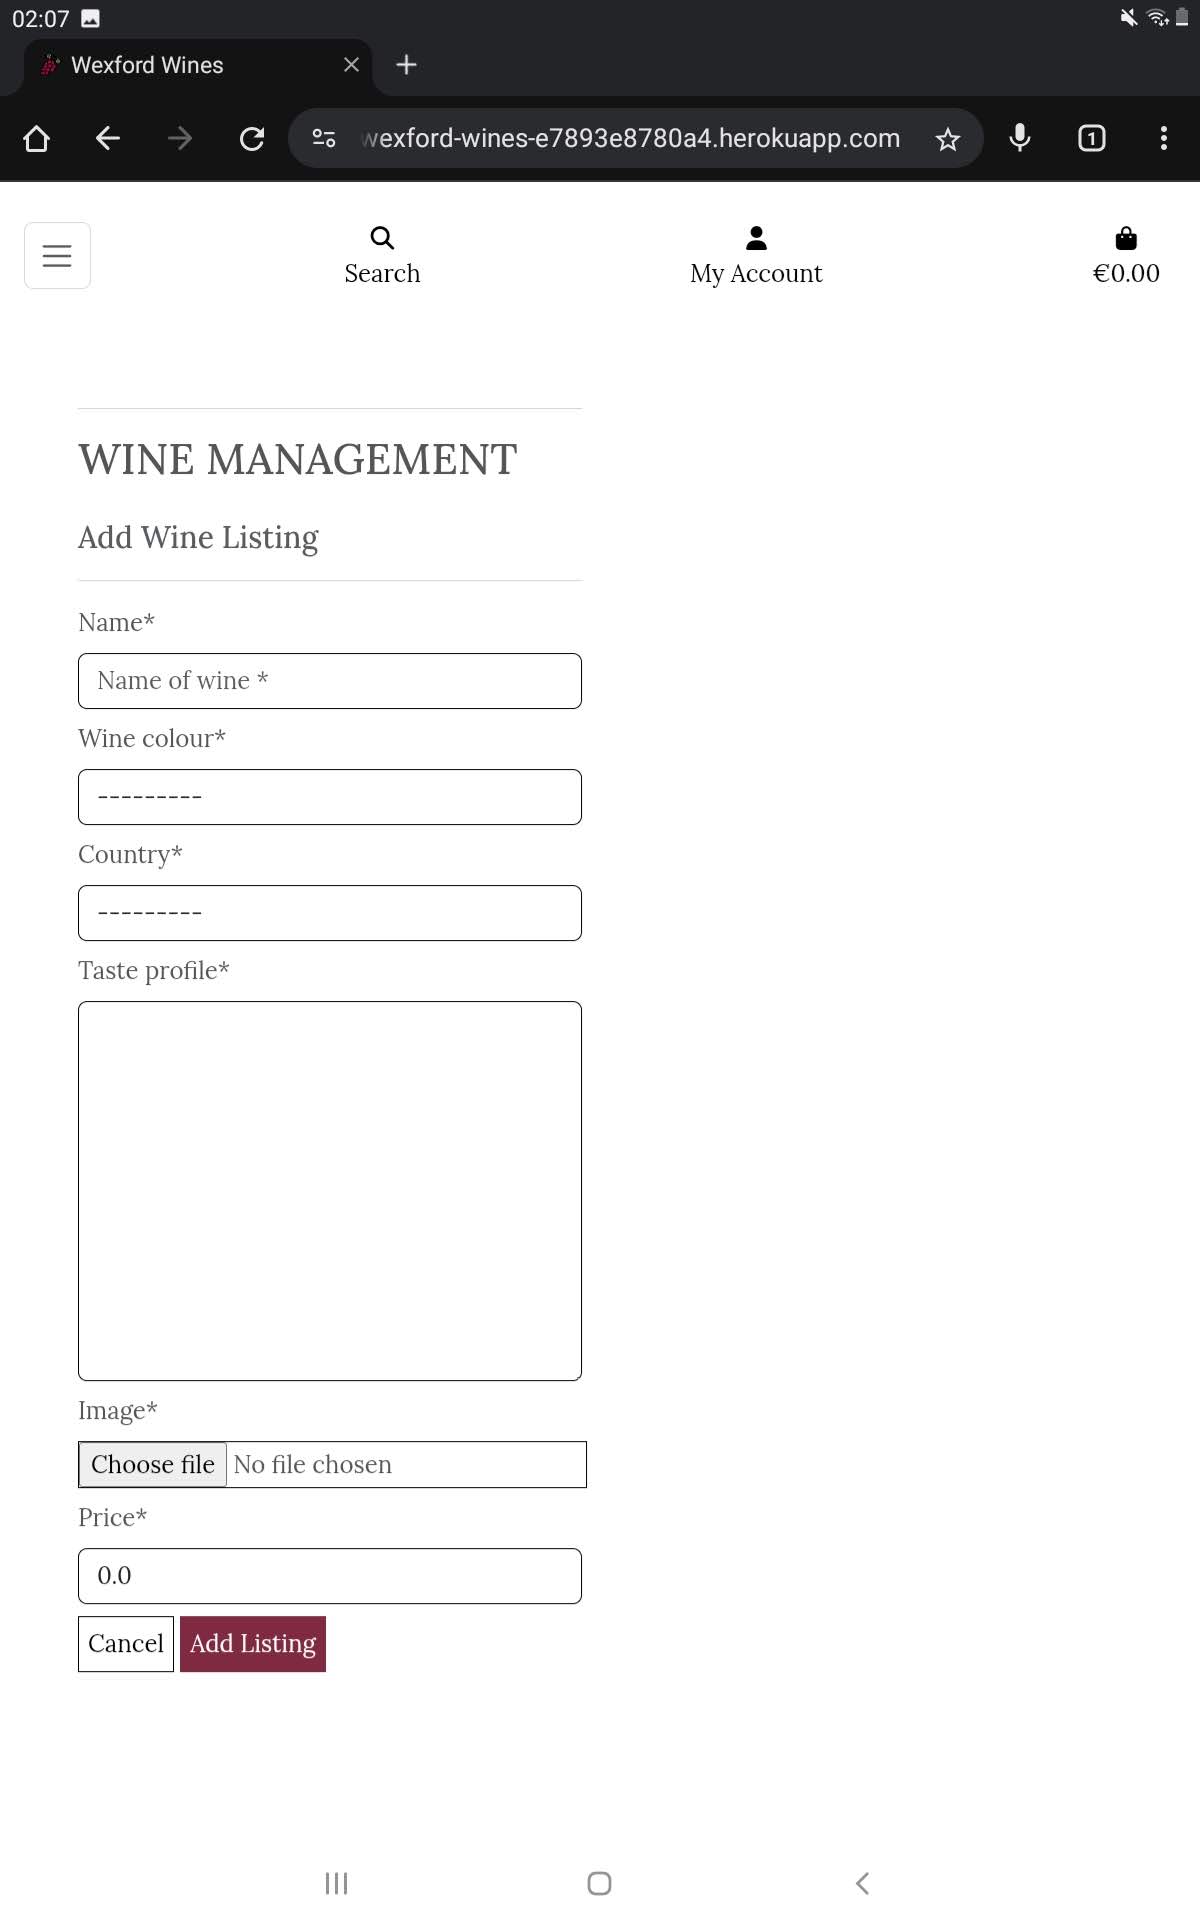 02:07
Wexford Wines
wexford-wines-e7893e8780a4.herokuapp.com
1
Search
My Account
€0.00
WINE MANAGEMENT
Add Wine Listing
Name*
Name of wine *
Wine colour*
---------
Country*
---------
Taste profile*
Image*
Choose file No file chosen
Price*
0.0
Cancel Add Listing